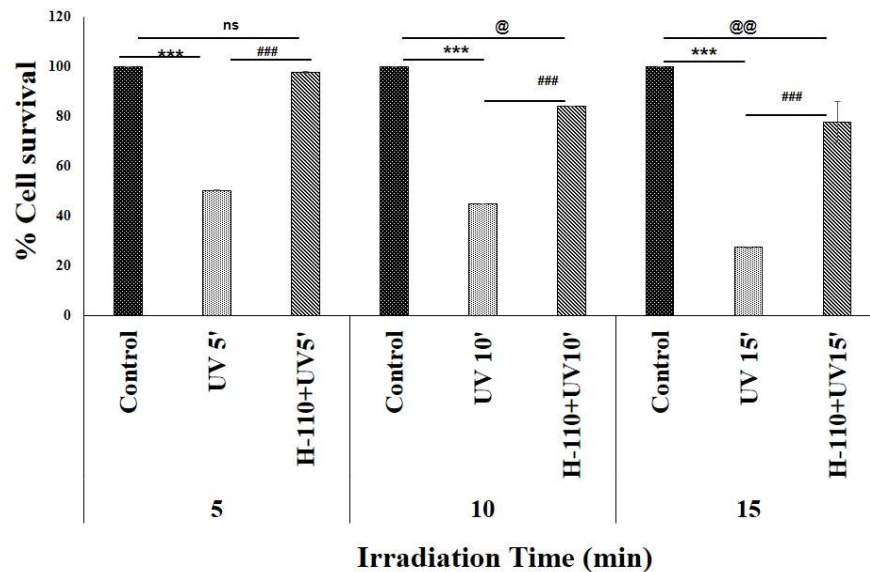 120
100
80
60
40
20
0
% Cell survival
ns
***
###
@
***
###
@@
***
###
Control
UV 5'
H-110+UV5'
Control
UV 10'
H-110+UV10'
Control
UV 15'
H-110+UV15'
5
10
15
Irradiation Time (min)